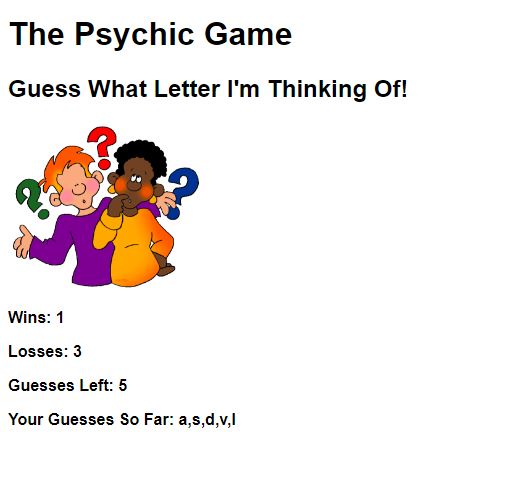 The Psychic Game
Guess What Letter I'm Thinking Of!
? ? ?
Wins: 1
Losses: 3
Guesses Left: 5
Your Guesses So Far: a,s,d,v,l